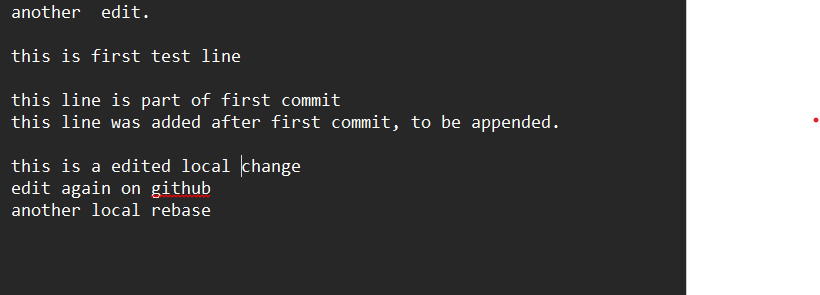 another  edit.
this is first test line
this line is part of first commit
this line was added after first commit, to be appended.
this is a edited local change
edit again on github
another local rebase